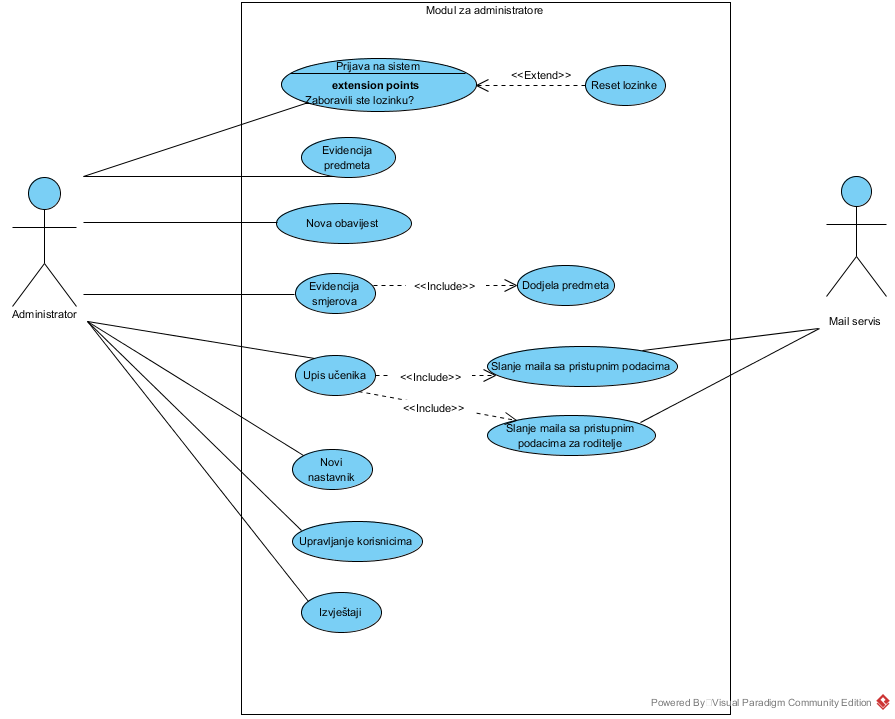 Modul za administratore
Prijava na sistem
extension points
Zaboravili ste lozinku?
<<Extend>>
Reset lozinke
Evidencija
predmeta
Nova obavijest
Administrator
Evidencija
smjerova
<<Include>>
Dodjela predmeta
Mail servis
Upis učenika
<<Include>>
Slanje maila sa pristupnim podacima
<<Include>>
Slanje maila sa pristupnim
podacima za roditelje
Novi
nastavnik
Upravljanje korisnicima
Izvještaji
Powered By Visual Paradigm Community Edition